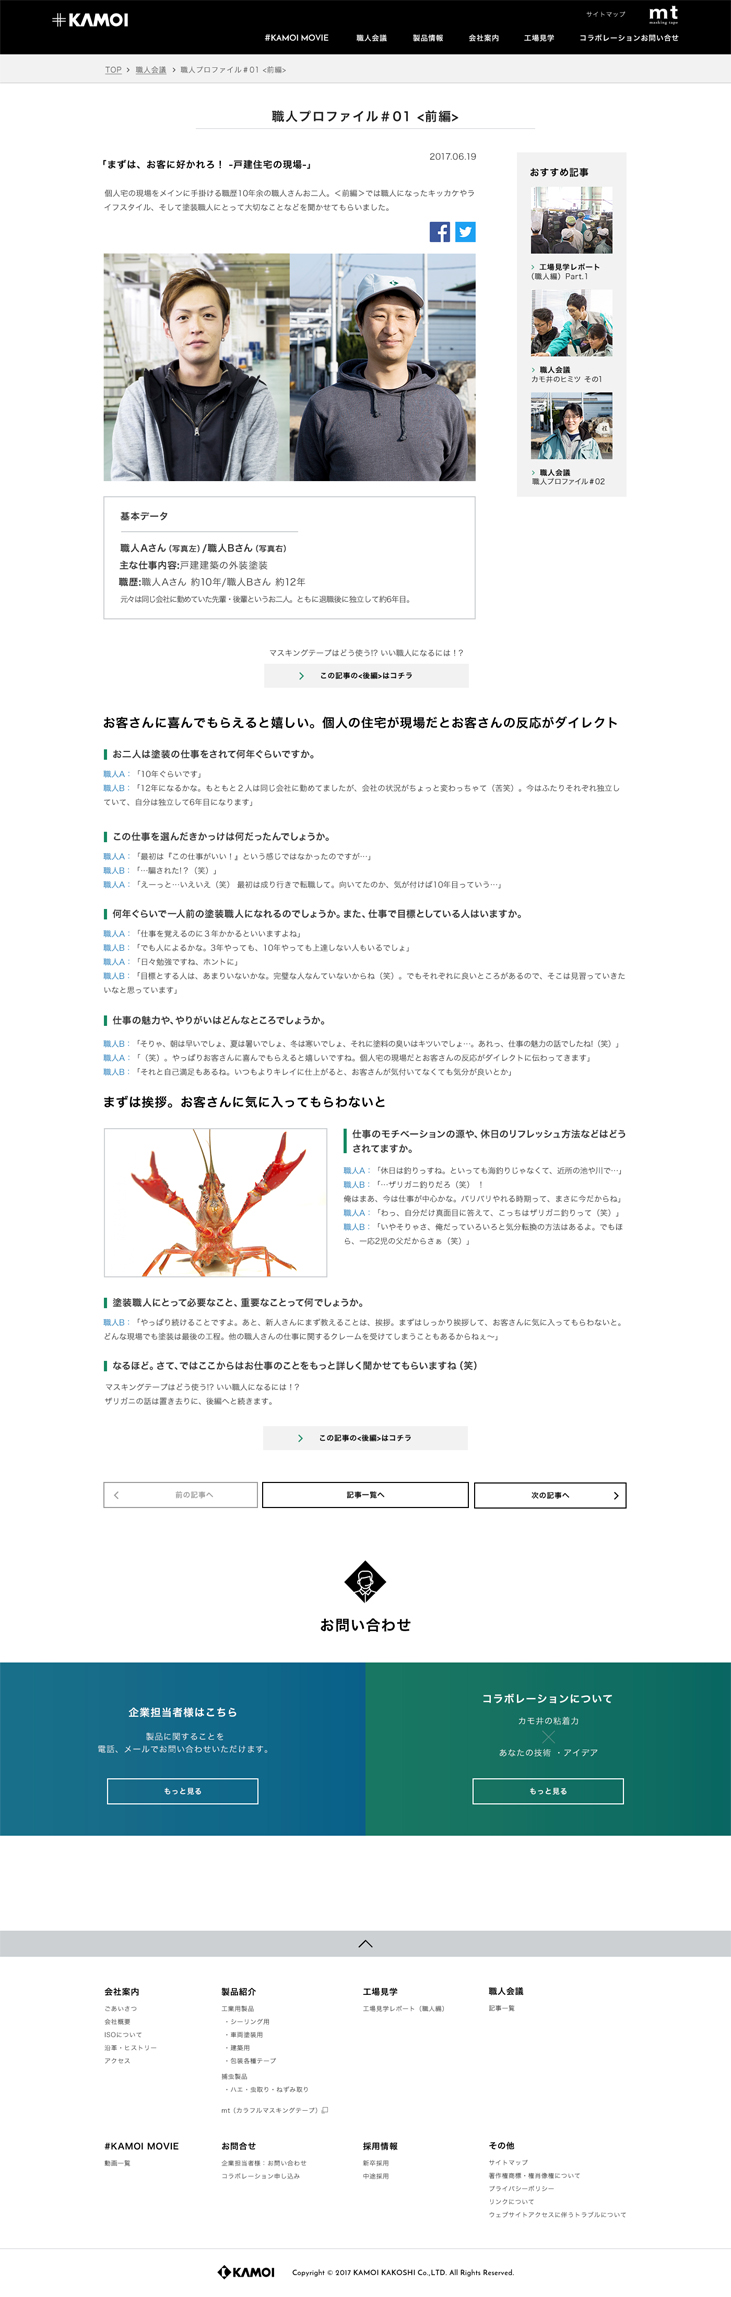 KAMOI
サイトマップ
mt
masking tape
#KAMOI MOVIE 職人会議 製品情報 会社案内 工場見学 コラボレーションお問い合せ
TOP > 職人会議 > 職人プロファイル＃01 <前編>
職人プロファイル＃01 <前編>
「まずは、お客に好かれろ！ -戸建住宅の現場-」
2017.06.19
個人宅の現場をメインに手掛ける職歴10年余の職人さんお二人。＜前編＞では職人になったキッカケやラ
イフスタイル、そして塗装職人にとって大切なことなどを聞かせてもらいました。
おすすめ記事
> 工場見学レポート
（職人編）Part.1
> 職人会議
カモ井のヒミツ その1
> 職人会議
職人プロファイル＃02
基本データ
職人Aさん（写真左）/職人Bさん（写真右）
主な仕事内容:戸建建築の外装塗装
職歴:職人Aさん 約10年/職人Bさん 約12年
元々は同じ会社に勤めていた先輩・後輩というお二人。ともに退職後に独立して約6年目。
マスキングテープはどう使う!? いい職人になるには！?
> この記事の<後編>はコチラ
お客さんに喜んでもらえると嬉しい。個人の住宅が現場だとお客さんの反応がダイレクト
お二人は塗装の仕事をされて何年ぐらいですか。
職人A：「10年ぐらいです」
職人B：「12年になるかな。もともと２人は同じ会社に勤めてましたが、会社の状況がちょっと変わっちゃて（苦笑）。今はふたりそれぞれ独立し
ていて、自分は独立して6年目になります」
この仕事を選んだきかっけは何だったんでしょうか。
職人A：「最初は『この仕事がいい！』という感じではなかったのですが…」
職人B：「…騙された!？（笑）」
職人A：「えーっと…いえいえ（笑） 最初は成り行きで転職して。向いてたのか、気が付けば10年目っていう…」
何年ぐらいで一人前の塗装職人になれるのでしょうか。また、仕事で目標としている人はいますか。
職人A：「仕事を覚えるのに３年かかるといいますよね」
職人B：「でも人によるかな。3年やっても、10年やっても上達しない人もいるでしょ」
職人A：「日々勉強ですね、ホントに」
職人B：「目標とする人は、あまりいないかな。完璧な人なんていないからね（笑）。でもそれぞれに良いところがあるので、そこは見習っていきた
いなと思っています」
仕事の魅力や、やりがいはどんなところでしょうか。
職人B：「そりゃ、朝は早いでしょ、夏は暑いでしょ、冬は寒いでしょ、それに塗料の臭いはキツいでしょ…。あれっ、仕事の魅力の話でしたね!（笑）」
職人A：「（笑）。やっぱりお客さんに喜んでもらえると嬉しいですね。個人宅の現場だとお客さんの反応がダイレクトに伝わってきます」
職人B：「それと自己満足もあるね。いつもよりキレイに仕上がると、お客さんが気付いてなくても気分が良いとか」
まずは挨拶。お客さんに気に入ってもらわないと
仕事のモチベーションの源や、休日のリフレッシュ方法などはどう
されてますか。
職人A：「休日は釣りっすね。といっても海釣りじゃなくて、近所の池や川で…」
職人B：「…ザリガニ釣りだろ（笑）！
俺はまあ、今は仕事が中心かな。バリバリやれる時期って、まさに今だからね」
職人A：「わっ、自分だけ真面目に答えて、こっちはザリガニ釣りって（笑）」
職人B：「いやそりゃさ、俺だっていろいろと気分転換の方法はあるよ。でもほ
ら、一応2児の父だからさぁ（笑）」
塗装職人にとって必要なこと、重要なことって何でしょうか。
職人B：「やっぱり続けることですよ。あと、新人さんにまず教えることは、挨拶。まずはしっかり挨拶して、お客さんに気に入ってもらわないと。
どんな現場でも塗装は最後の工程。他の職人さんの仕事に関するクレームを受けてしまうこともあるからねぇ〜」
なるほど。さて、ではここからはお仕事のことをもっと詳しく聞かせてもらいますね（笑）
マスキングテープはどう使う!? いい職人になるには！?
ザリガニの話は置き去りに、後編へと続きます。
> この記事の<後編>はコチラ
< 前の記事へ
記事一覧へ
次の記事へ >
お問い合わせ
企業担当者様はこちら
製品に関することを
電話、メールでお問い合わせいただけます。
もっと見る
コラボレーションについて
カモ井の粘着力
あなたの技術 ・アイデア
もっと見る
会社案内
ごあいさつ
会社概要
ISOについて
沿革・ヒストリー
アクセス
製品紹介
工業用製品
・シーリング用
・車両塗装用
・建築用
・包装各種テープ
捕虫製品
・ハエ・虫取り・ねずみ取り
mt（カラフルマスキングテープ）
工場見学
工場見学レポート（職人編）
職人会議
記事一覧
#KAMOI MOVIE
動画一覧
お問合せ
企業担当者様：お問い合わせ
コラボレーション申し込み
採用情報
新卒採用
中途採用
その他
サイトマップ
著作権商標・権肖像権について
プライバシーポリシー
リンクについて
ウェブサイトアクセスに伴うトラブルについて
KAMOI
Copyright © 2017 KAMOI KAKOSHI Co.,LTD. All Rights Reserved.